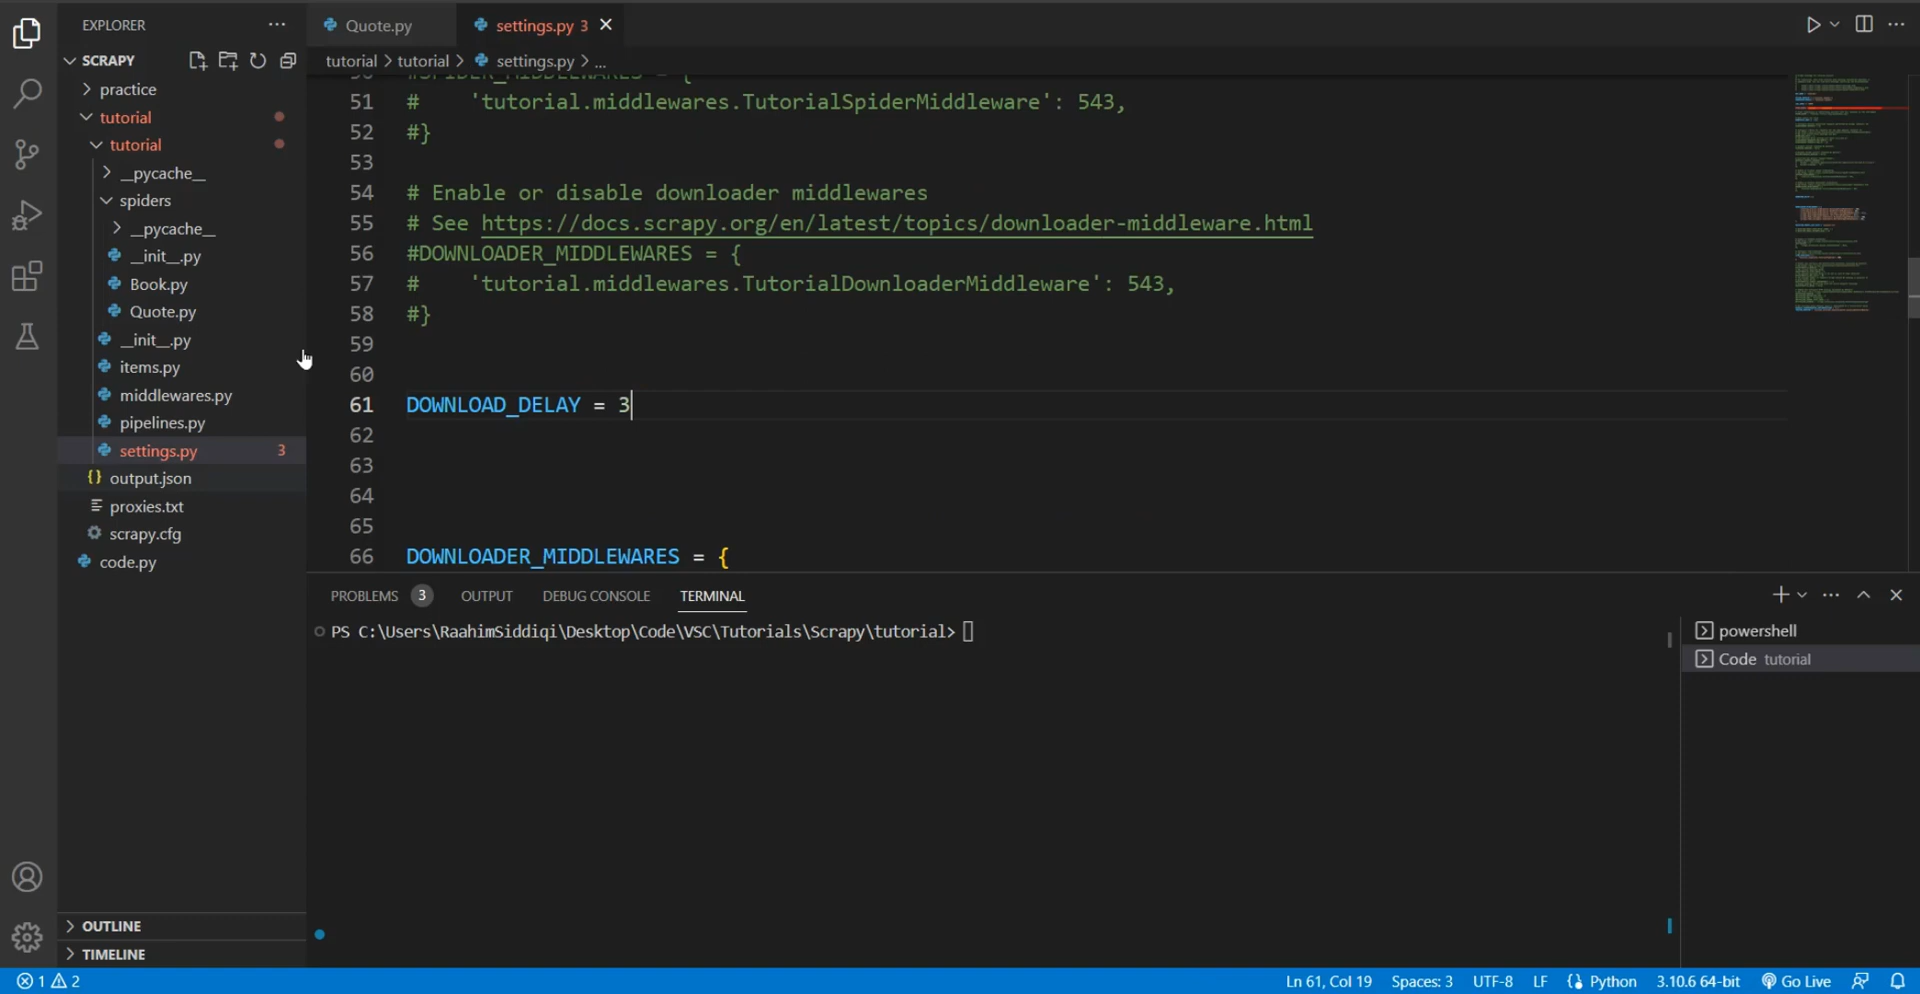 EXPLORER
Quote.py
settings.py 3
SCRAPY
tutorial > tutorial > settings.py > ...
practice
tutorial
tutorial
__pycache__
spiders
__pycache__
__init__.py
Book.py
Quote.py
__init__.py
items.py
middlewares.py
pipelines.py
settings.py 3
output.json
proxies.txt
scrapy.cfg
code.py
OUTLINE
TIMELINE
50 #SPIDER_MIDDLEWARES = {
51 #    'tutorial.middlewares.TutorialSpiderMiddleware': 543,
52 #}
53
54 # Enable or disable downloader middlewares
55 # See https://docs.scrapy.org/en/latest/topics/downloader-middleware.html
56 #DOWNLOADER_MIDDLEWARES = {
57 #    'tutorial.middlewares.TutorialDownloaderMiddleware': 543,
58 #}
59
60
61 DOWNLOAD_DELAY = 3
62
63
64
65
66 DOWNLOADER_MIDDLEWARES = {
PROBLEMS 3 OUTPUT DEBUG CONSOLE TERMINAL
PS C:\Users\RaahimSiddiqi\Desktop\Code\VSC\Tutorials\Scrapy\tutorial>
powershell
Code tutorial
1 2
Ln 61, Col 19 Spaces: 3 UTF-8 LF Python 3.10.6 64-bit Go Live